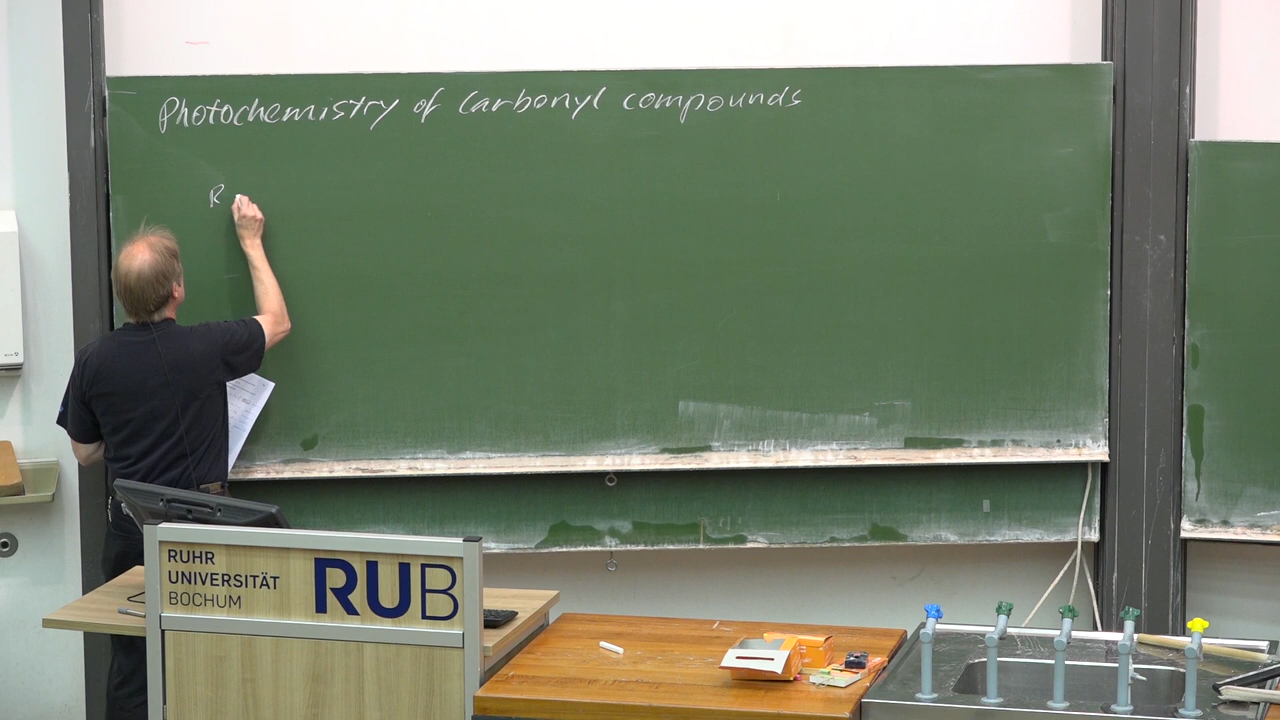 Photochemistry of Carbonyl compounds
R
RUHR
UNIVERSITÄT
BOCHUM
RUB